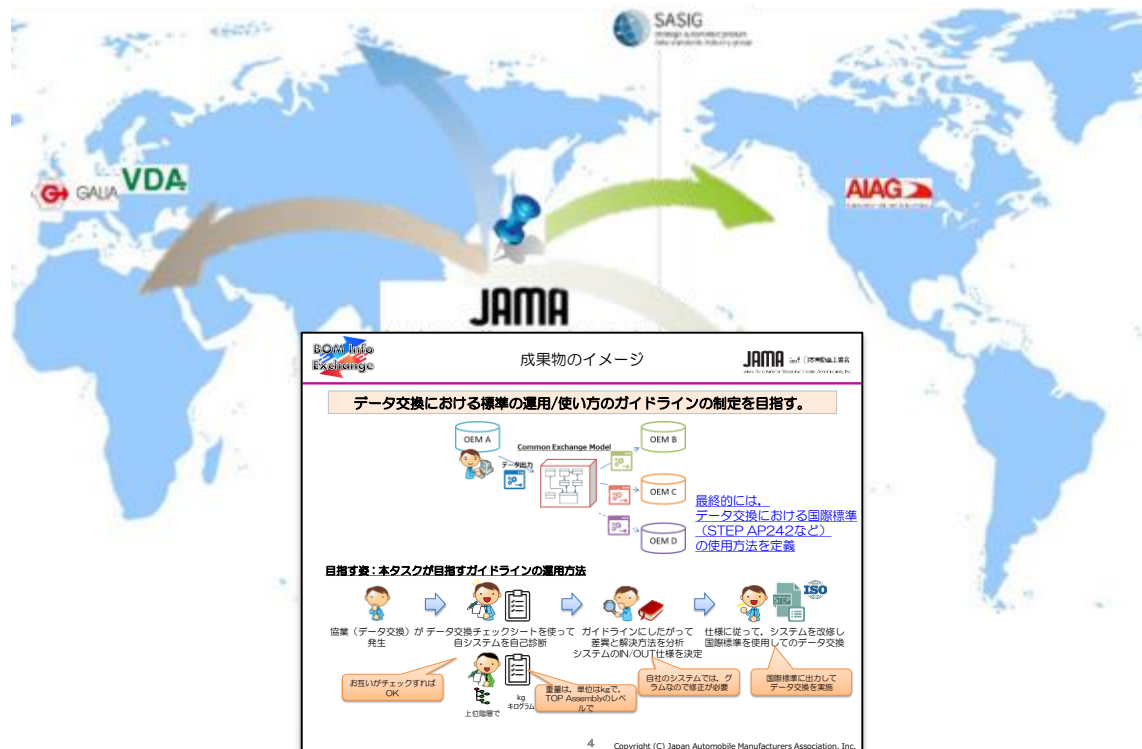 SASIG
strategic automotive product
data standards industry group
GALIA
VDA
AIAG
JAMA
BOM Info
Exchange
成果物のイメージ
JAMA
データ交換における標準の運用/使い方のガイドラインの制定を目指す。
OEM A
OEM B
Common Exchange Model
データ出力
OEM C
OEM D
最終的には、
データ交換における国際標準
（STEP AP242など）
の使用方法を定義
目指す姿：本タスクが目指すガイドラインの運用方法
STEP
ISO
協業（データ交換）が
発生
データ交換チェックシートを使って
自システムを自己診断
ガイドラインにしたがって
差異と解決方法を分析
システムのIN/OUT仕様を決定
仕様に従って，システムを改修し
国際標準を使用してのデータ交換
お互いがチェックすれば
OK
上位階層で
kg
キログラム
重量は、単位はkgで、
TOP Assemblyのレベ
ルで
自社のシステムでは、グ
ラムなので修正が必要
国際標準に出力して
データ交換を実施
4
Copyright (C) Japan Automobile Manufacturers Association, Inc.